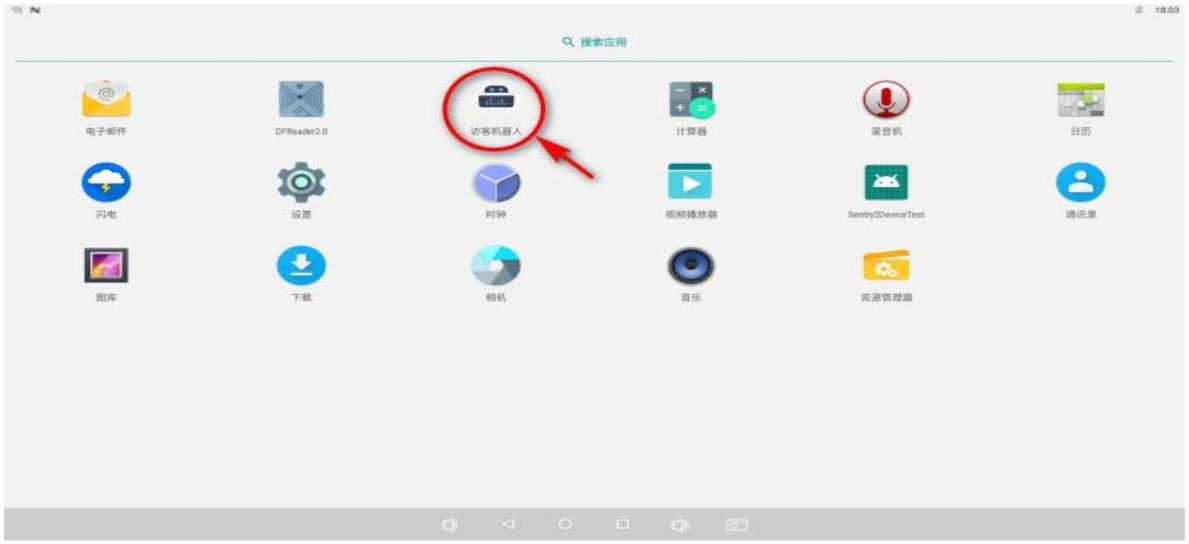 18:03
搜索应用
电子邮件
DFReader2.0
访客机器人
计算器
录音机
日历
闪电
设置
时钟
视频播放器
Sentry2DeviceTest
通讯录
图库
下载
相机
音乐
资源管理器